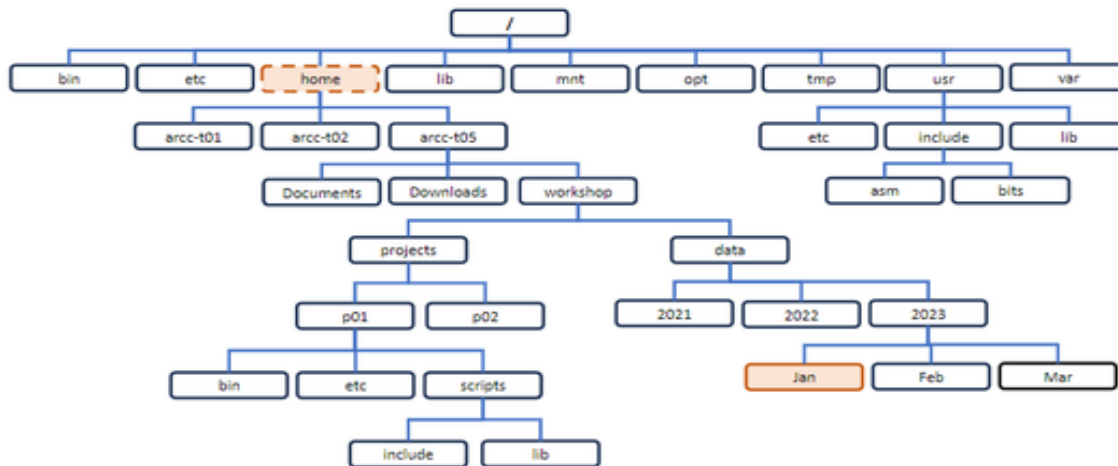 /
bin etc home lib mnt opt tmp usr var
arcc-t01 arcc-t02 arcc-t05 etc include lib
Documents Downloads workshop asm bits
projects data
p01 p02 2021 2022 2023
bin etc scripts Jan Feb Mar
include lib